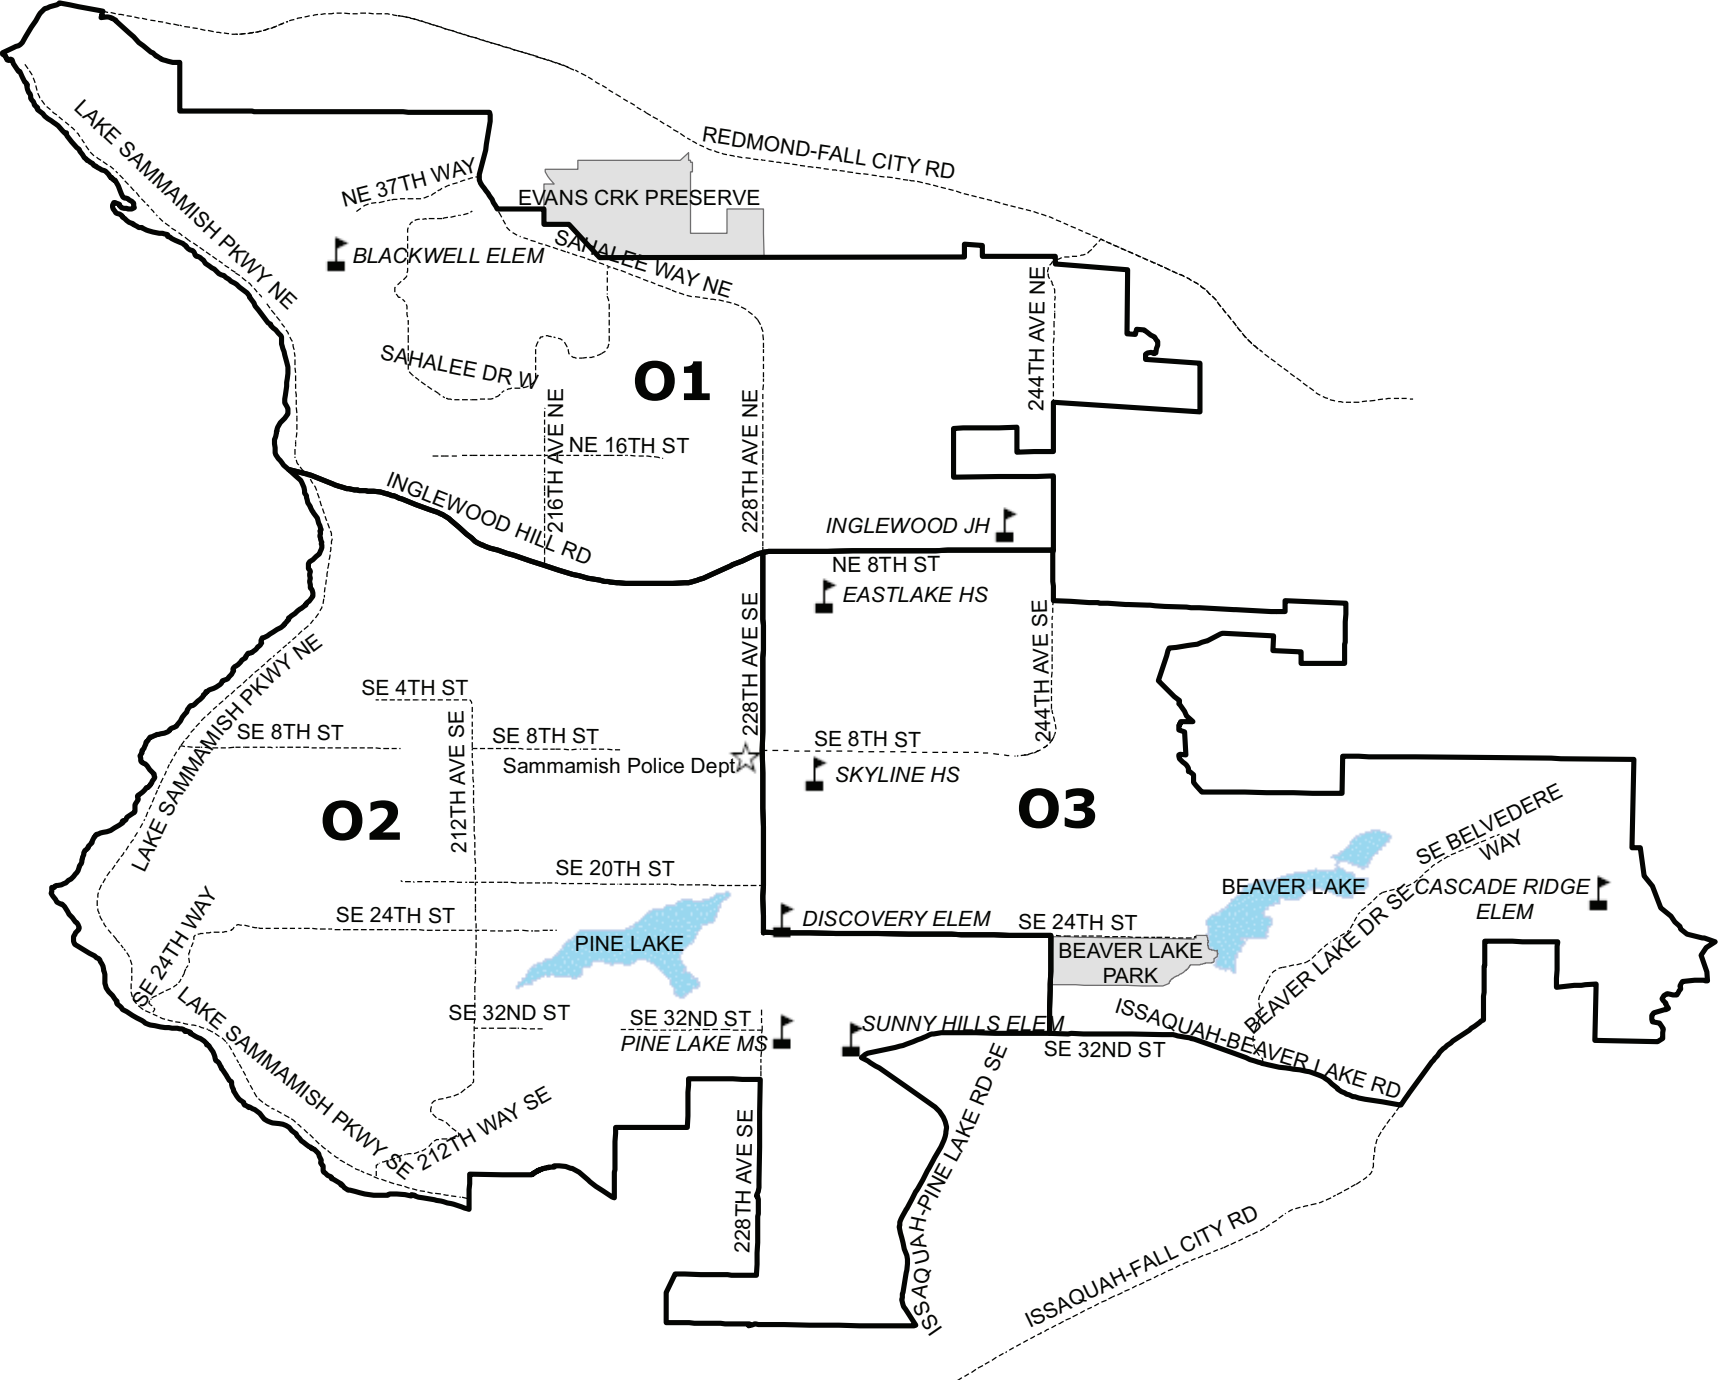 REDMOND-FALL CITY RD
LAKE SAMMAMISH PKWY NE
NE 37TH WAY
EVANS CRK PRESERVE
BLACKWELL ELEM
SAHALEE WAY NE
244TH AVE NE
SAHALEE DR W
O1
216TH AVE NE
228TH AVE NE
NE 16TH ST
INGLEWOOD HILL RD
INGLEWOOD JH
NE 8TH ST
EASTLAKE HS
228TH AVE SE
244TH AVE SE
LAKE SAMMAMISH PKWY NE
SE 4TH ST
212TH AVE SE
SE 8TH ST
SE 8TH ST
SE 8TH ST
Sammamish Police Dept
SKYLINE HS
O2
O3
SE BELVEDERE
WAY
SE 20TH ST
BEAVER LAKE
CASCADE RIDGE
ELEM
SE 24TH WAY
SE 24TH ST
DISCOVERY ELEM
SE 24TH ST
BEAVER LAKE DR SE
PINE LAKE
BEAVER LAKE
PARK
LAKE SAMMAMISH PKWY SE
SE 32ND ST
SE 32ND ST
PINE LAKE MS
SUNNY HILLS ELEM
ISSAQUAH-BEAVER LAKE RD
SE 32ND ST
212TH WAY SE
228TH AVE SE
ISSAQUAH-PINE LAKE RD SE
ISSAQUAH-FALL CITY RD